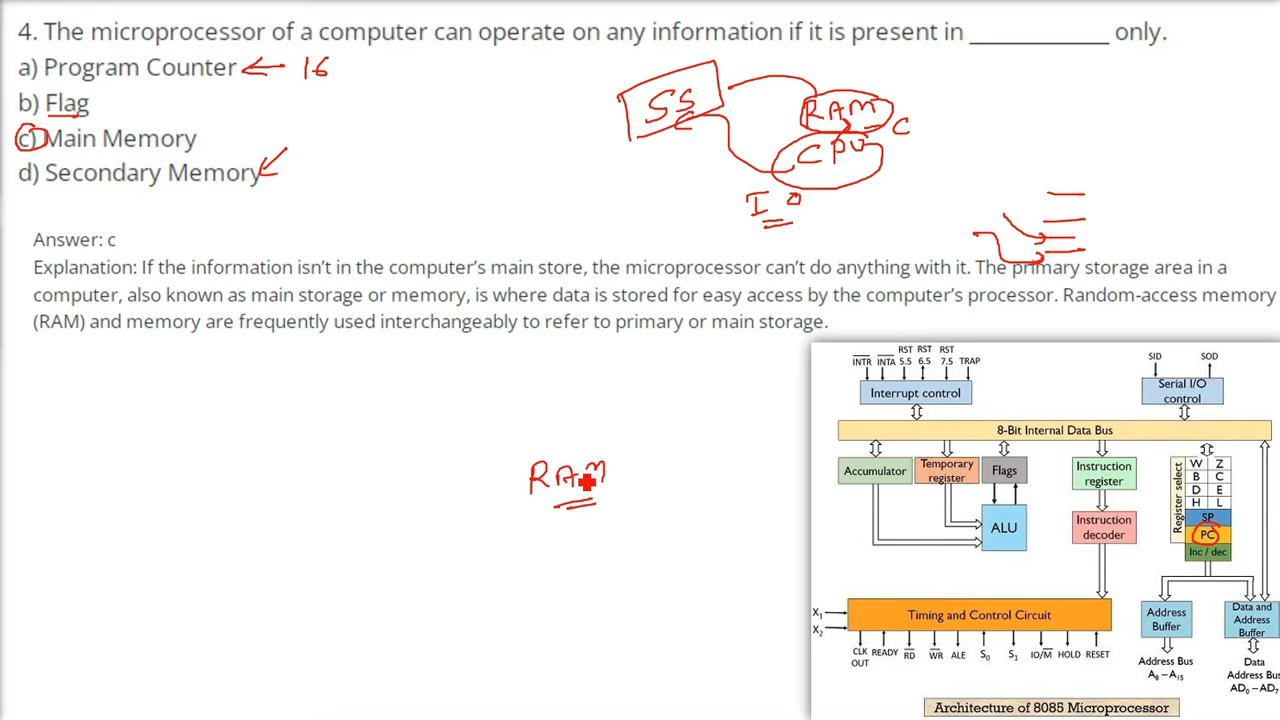 4. The microprocessor of a computer can operate on any information if it is present in ____________ only.
a) Program Counter ← 16
b) Flag
c) Main Memory
d) Secondary Memory
SS
C
RAM
C
CPU
I O
Answer: c
Explanation: If the information isn't in the computer's main store, the microprocessor can't do anything with it. The primary storage area in a
computer, also known as main storage or memory, is where data is stored for easy access by the computer's processor. Random-access memory
(RAM) and memory are frequently used interchangeably to refer to primary or main storage.
RAM
INTR INTA RST 5.5 RST 6.5 RST 7.5 TRAP
SID SOD
Interrupt control
Serial I/O
control
8-Bit Internal Data Bus
Accumulator
Temporary
register
Flags
Instruction
register
Register select
W Z
B C
D E
H L
SP
PC
Inc / dec
ALU
Instruction
decoder
X1
X2
Timing and Control Circuit
Address
Buffer
Data and
Address
Buffer
CLK OUT READY RD WR ALE S0 S1 IO/M HOLD RESET
Address Bus
A8 – A15
Data
Address Bus
AD0 – AD7
Architecture of 8085 Microprocessor